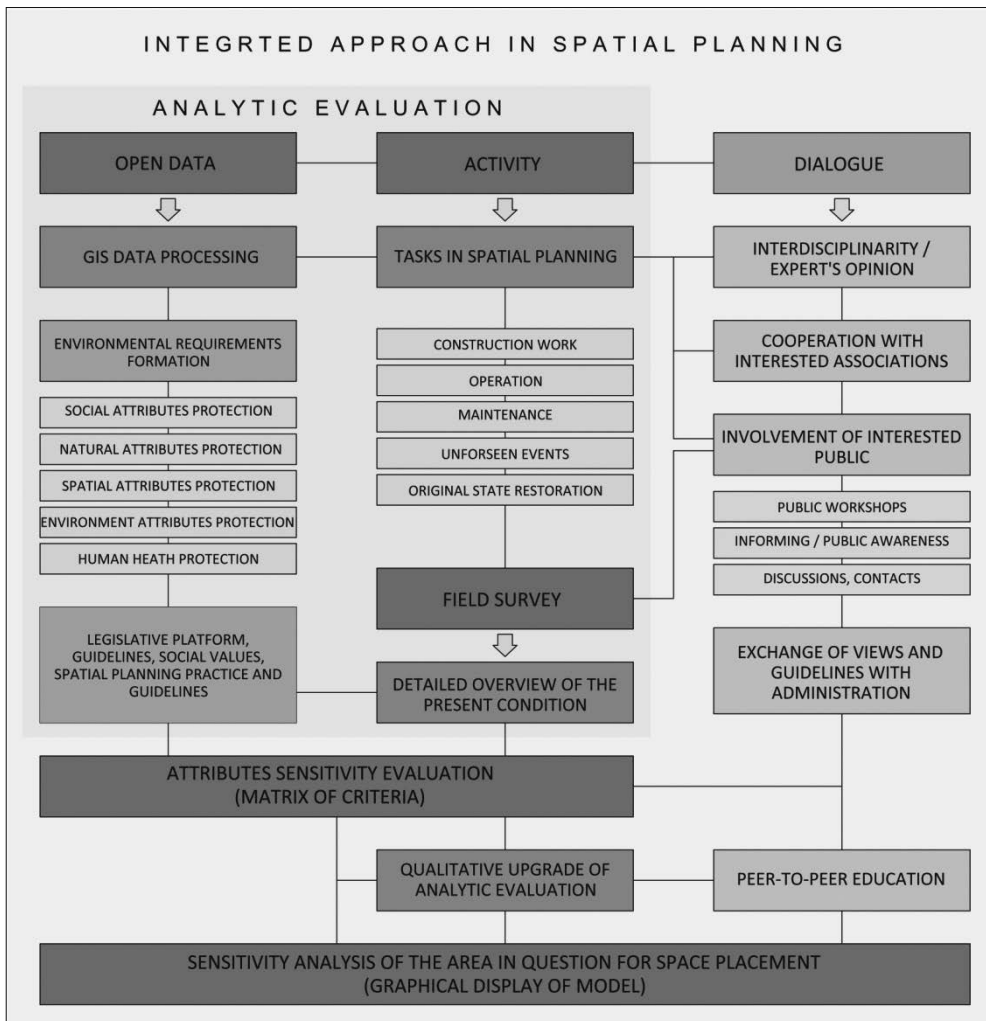 INTEGRTED APPROACH IN SPATIAL PLANNING
ANALYTIC EVALUATION
OPEN DATA
ACTIVITY
DIALOGUE
GIS DATA PROCESSING
TASKS IN SPATIAL PLANNING
INTERDISCIPLINARITY /
EXPERT'S OPINION
ENVIRONMENTAL REQUIREMENTS
FORMATION
CONSTRUCTION WORK
COOPERATION WITH
INTERESTED ASSOCIATIONS
OPERATION
SOCIAL ATTRIBUTES PROTECTION
MAINTENANCE
NATURAL ATTRIBUTES PROTECTION
UNFORSEEN EVENTS
INVOLVEMENT OF INTERESTED
PUBLIC
SPATIAL ATTRIBUTES PROTECTION
ORIGINAL STATE RESTORATION
PUBLIC WORKSHOPS
ENVIRONMENT ATTRIBUTES PROTECTION
INFORMING / PUBLIC AWARENESS
HUMAN HEATH PROTECTION
DISCUSSIONS, CONTACTS
FIELD SURVEY
LEGISLATIVE PLATFORM,
GUIDELINES, SOCIAL VALUES,
SPATIAL PLANNING PRACTICE AND
GUIDELINES
EXCHANGE OF VIEWS AND
GUIDELINES WITH
ADMINISTRATION
DETAILED OVERVIEW OF THE
PRESENT CONDITION
ATTRIBUTES SENSITIVITY EVALUATION
(MATRIX OF CRITERIA)
QUALITATIVE UPGRADE OF
ANALYTIC EVALUATION
PEER-TO-PEER EDUCATION
SENSITIVITY ANALYSIS OF THE AREA IN QUESTION FOR SPACE PLACEMENT
(GRAPHICAL DISPLAY OF MODEL)